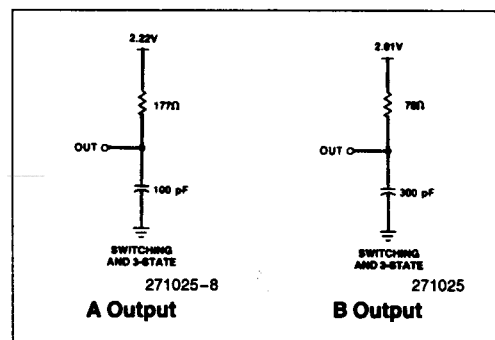 2.22V
177Ω
OUT
100 pF
SWITCHING
AND 3-STATE
271025-8
A Output
2.01V
78Ω
OUT
300 pF
SWITCHING
AND 3-STATE
271025
B Output